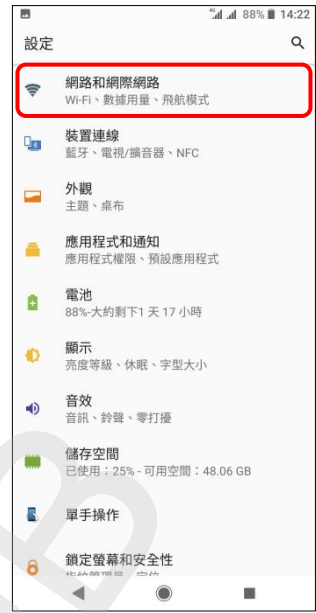 4G 88% 14:22
設定
網路和網際網路
Wi-Fi、數據用量、飛航模式
裝置連線
藍牙、電視/擴音器、NFC
外觀
主題、桌布
應用程式和通知
應用程式權限、預設應用程式
電池
88%-大約剩下1 天 17 小時
顯示
亮度等級、休眠、字型大小
音效
音訊、鈴聲、零打擾
儲存空間
已使用：25% - 可用空間：48.06 GB
單手操作
鎖定螢幕和安全性